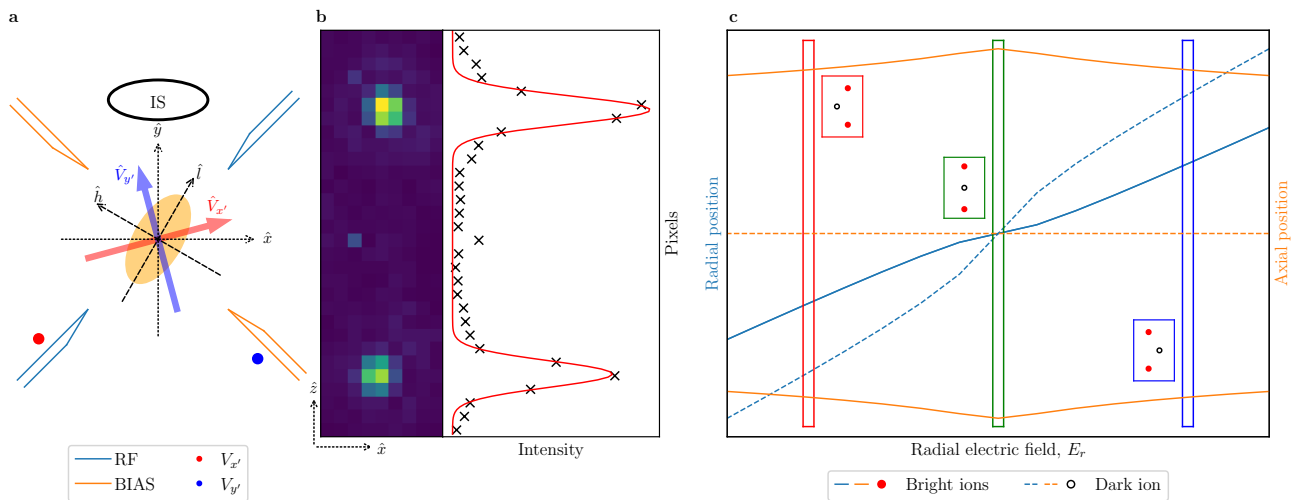 a
IS
ŷ
V̂y′
l̂
ĥ
V̂x′
x̂
RF
BIAS
Vx′
Vy′
b
ẑ
x̂
Intensity
Pixels
c
Radial position
Axial position
Radial electric field, Er
Bright ions
Dark ion